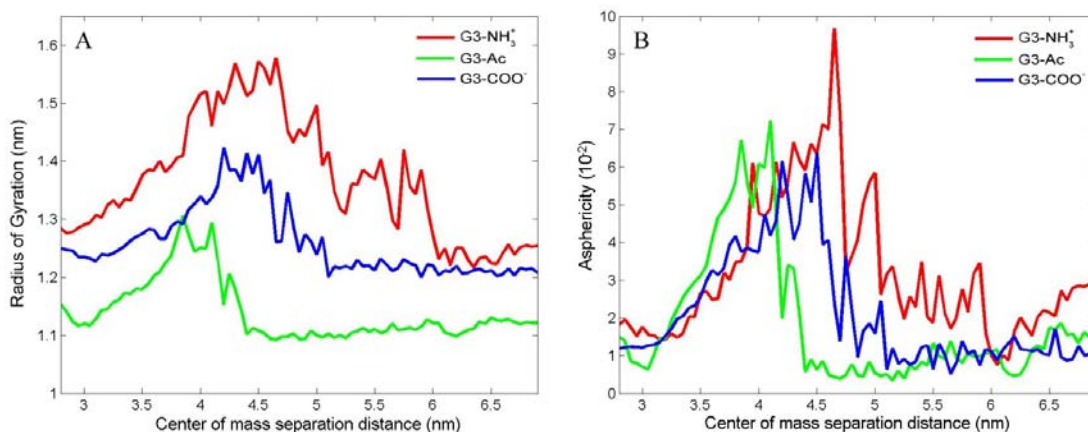 A
G3-NH₃⁺
G3-Ac
G3-COO⁻
1.6
1.5
1.4
1.3
1.2
1.1
1
Radius of Gyration (nm)
3 3.5 4 4.5 5 5.5 6 6.5
Center of mass separation distance (nm)
B
G3-NH₃⁺
G3-Ac
G3-COO⁻
10
9
8
7
6
5
4
3
2
1
0
Asphericity (10⁻²)
3 3.5 4 4.5 5 5.5 6 6.5
Center of mass separation distance (nm)